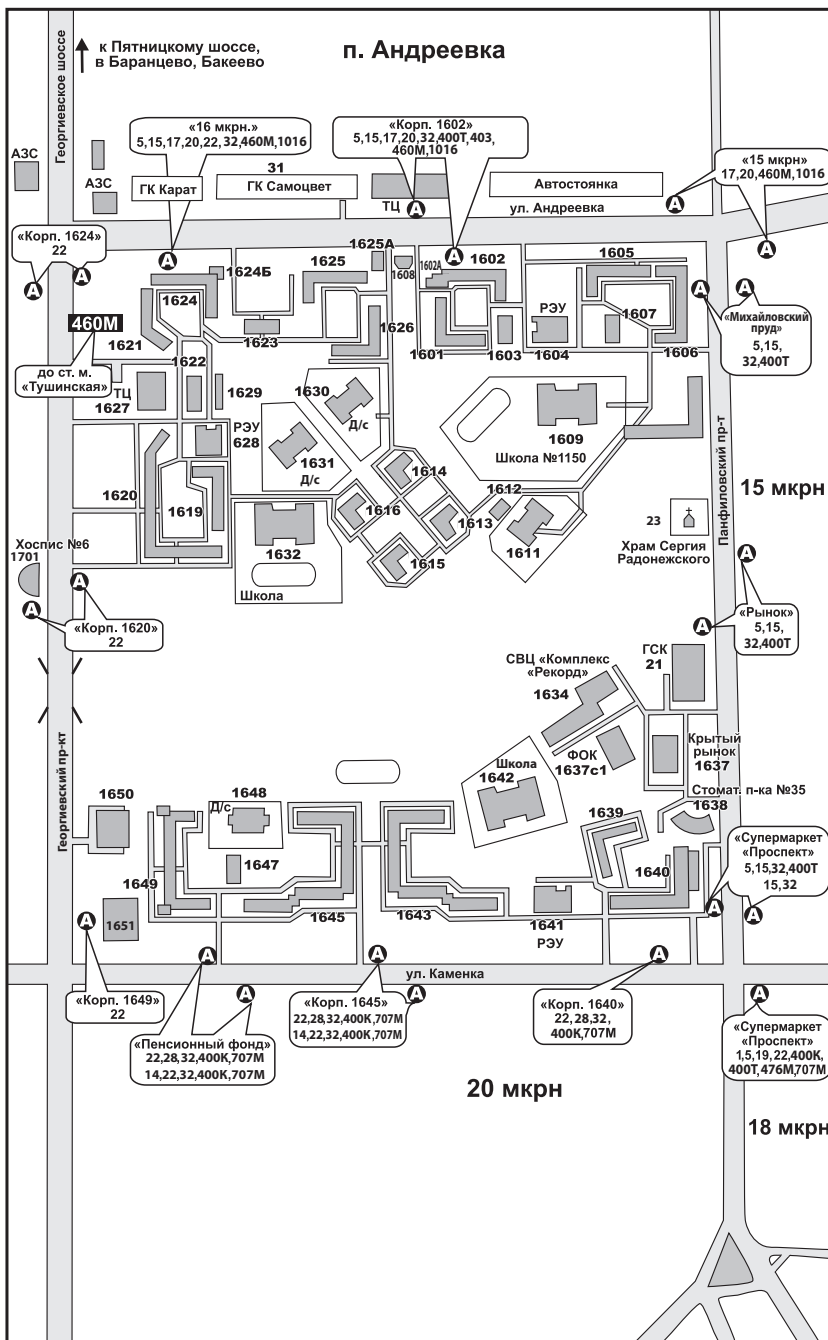 к Пятницкому шоссе,
в Баранцево, Бакеево
п. Андреевка
Георгиевское шоссе
АЗС
АЗС
«16 мкрн.»
5,15,17,20,22,32,460М,1016
«Корп. 1602»
5,15,17,20,32,400Т,403,
460М,1016
«15 мкрн»
17,20,460М,1016
31
ГК Карат
ГК Самоцвет
ТЦ
Автостоянка
ул. Андреевка
«Корп. 1624»
22
1624Б
1625
1625А
1608
1602А
1602
1605
1624
460М
до ст. м.
«Тушинская»
1621
1623
1626
1601
1603
РЭУ
1604
1607
1606
«Михайловский
пруд»
5,15,
32,400Т
1622
ТЦ
1627
1629
1630
Д/с
РЭУ
628
1631
Д/с
1609
Школа №1150
1614
1612
1616
1613
1611
1615
1620
1619
1632
Школа
15 мкрн
Панфиловский пр-т
23
Храм Сергия
Радонежского
Хоспис №6
1701
«Корп. 1620»
22
«Рынок»
5,15,
32,400Т
ГСК
21
СВЦ «Комплекс
«Рекорд»
1634
ФОК
1637с1
Крытый
рынок
1637
Школа
1642
Стомат. п-ка №35
1638
Георгиевский пр-кт
1650
Д/с
1648
1647
1639
1640
«Супермаркет
«Проспект»
5,15,32,400Т
15,32
1649
1651
1645
1643
1641
РЭУ
ул. Каменка
«Корп. 1649»
22
«Пенсионный фонд»
22,28,32,400К,707М
14,22,32,400К,707М
«Корп. 1645»
22,28,32,400К,707М
14,22,32,400К,707М
«Корп. 1640»
22,28,32,
400К,707М
«Супермаркет
«Проспект»
1,5,19,22,400К,
400Т,476М,707М
20 мкрн
18 мкрн